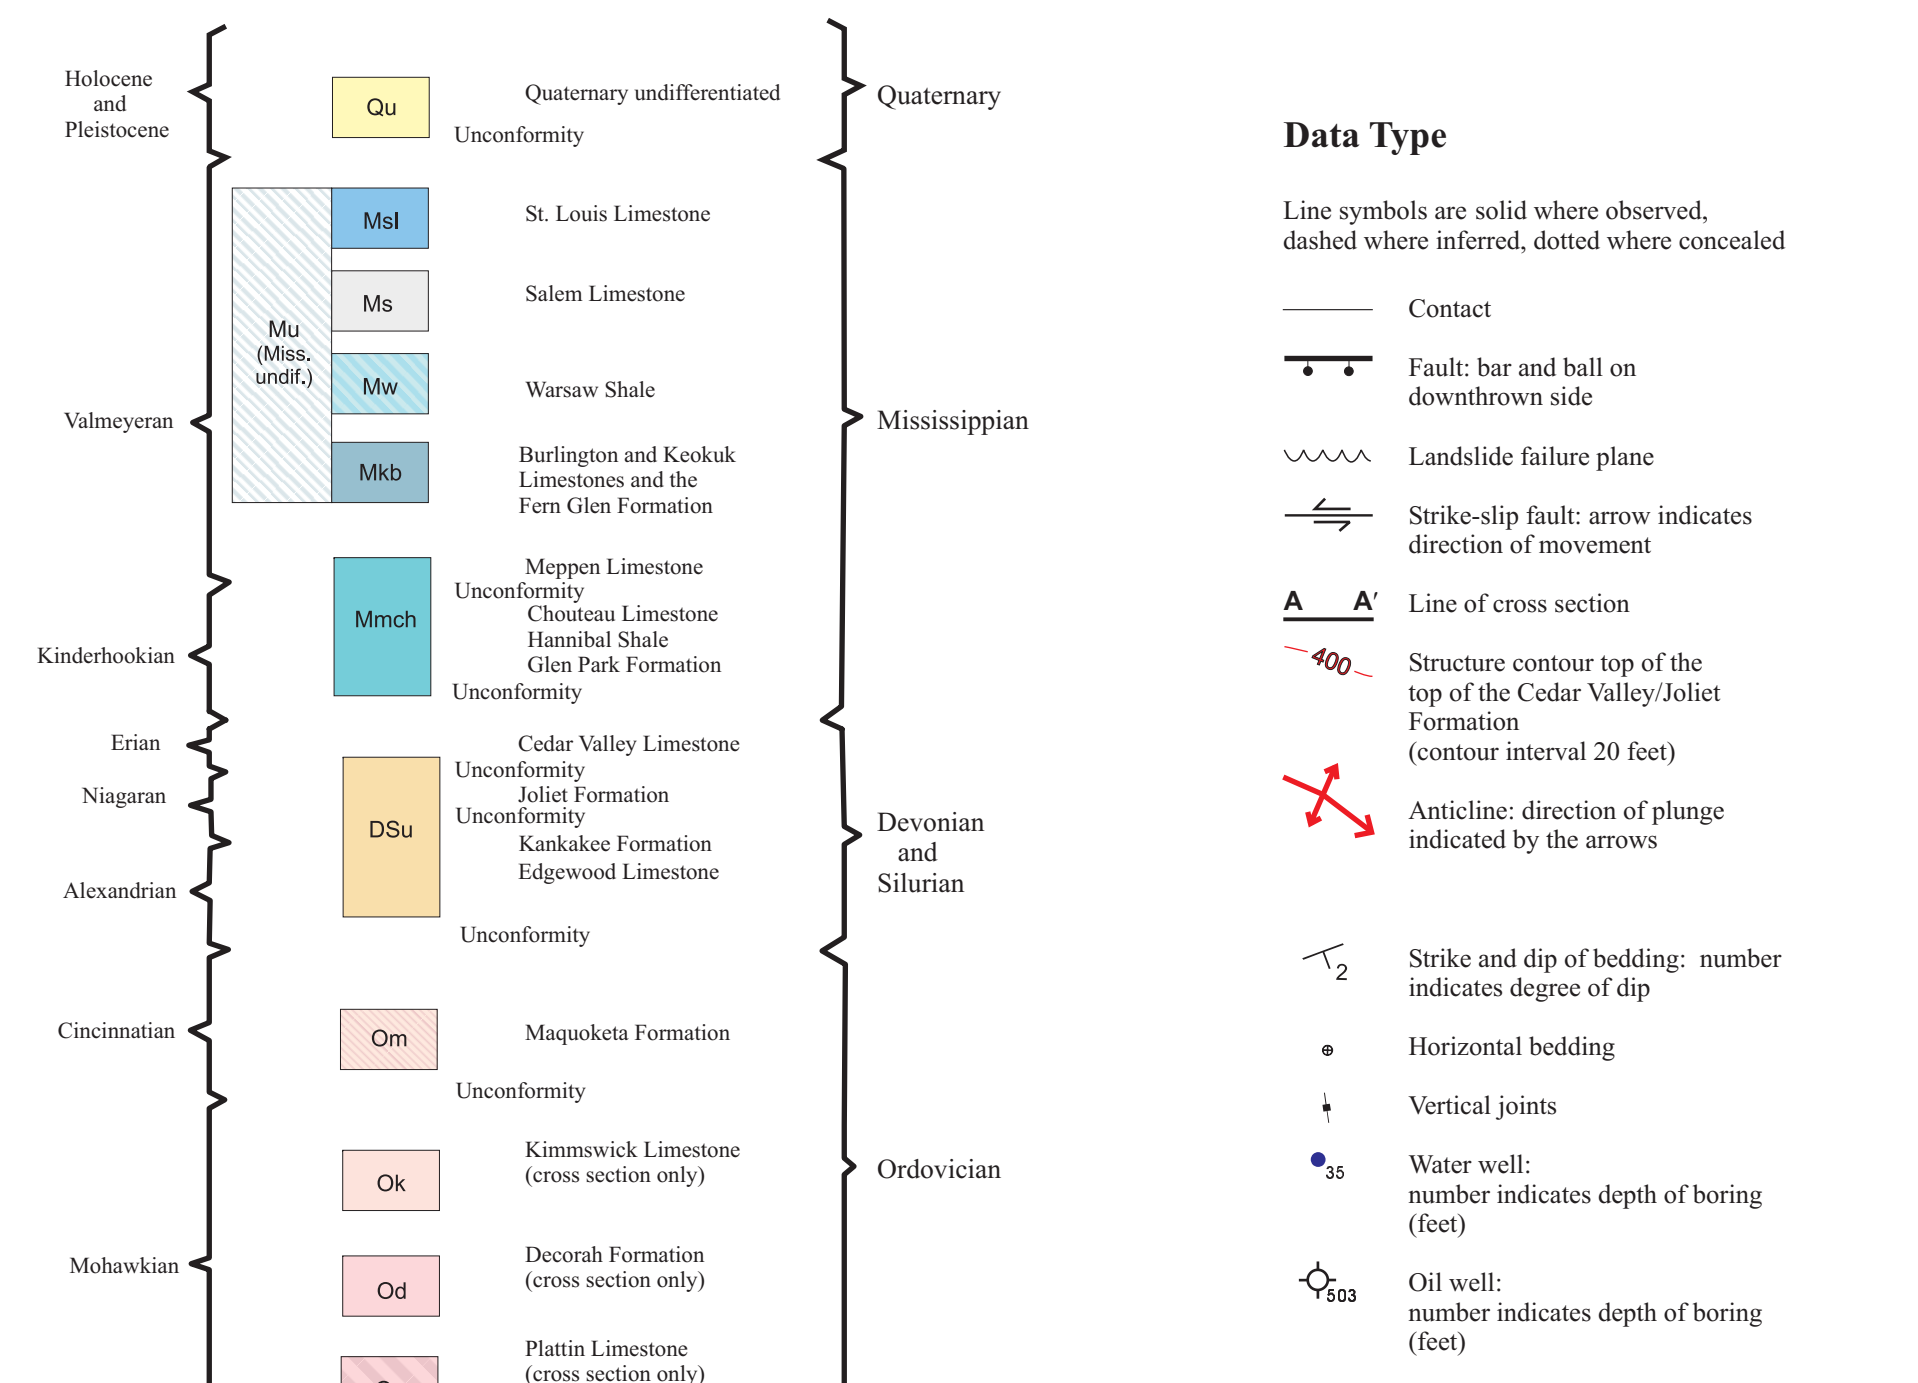 Holocene
and
Pleistocene
Qu
Quaternary undifferentiated
Unconformity
Quaternary
Msl
St. Louis Limestone
Ms
Salem Limestone
Mu
(Miss.
undif.)
Mw
Warsaw Shale
Valmeyeran
Mississippian
Mkb
Burlington and Keokuk
Limestones and the
Fern Glen Formation
Meppen Limestone
Unconformity
Mmch
Chouteau Limestone
Hannibal Shale
Glen Park Formation
Kinderhookian
Unconformity
Erian
Cedar Valley Limestone
Unconformity
Niagaran
Joliet Formation
Unconformity
DSu
Kankakee Formation
Edgewood Limestone
Devonian
and
Silurian
Alexandrian
Unconformity
Cincinnatian
Om
Maquoketa Formation
Unconformity
Kimmswick Limestone
(cross section only)
Ok
Ordovician
Mohawkian
Decorah Formation
(cross section only)
Od
Plattin Limestone
(cross section only)
Data Type
Line symbols are solid where observed,
dashed where inferred, dotted where concealed
Contact
Fault: bar and ball on
downthrown side
Landslide failure plane
Strike-slip fault: arrow indicates
direction of movement
A A′ Line of cross section
400
Structure contour top of the
top of the Cedar Valley/Joliet
Formation
(contour interval 20 feet)
Anticline: direction of plunge
indicated by the arrows
2
Strike and dip of bedding: number
indicates degree of dip
Horizontal bedding
Vertical joints
35
Water well:
number indicates depth of boring
(feet)
503
Oil well:
number indicates depth of boring
(feet)